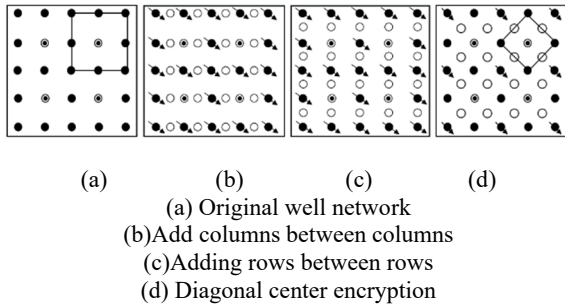 (a) (b) (c) (d)
(a) Original well network
(b)Add columns between columns
(c)Adding rows between rows
(d) Diagonal center encryption